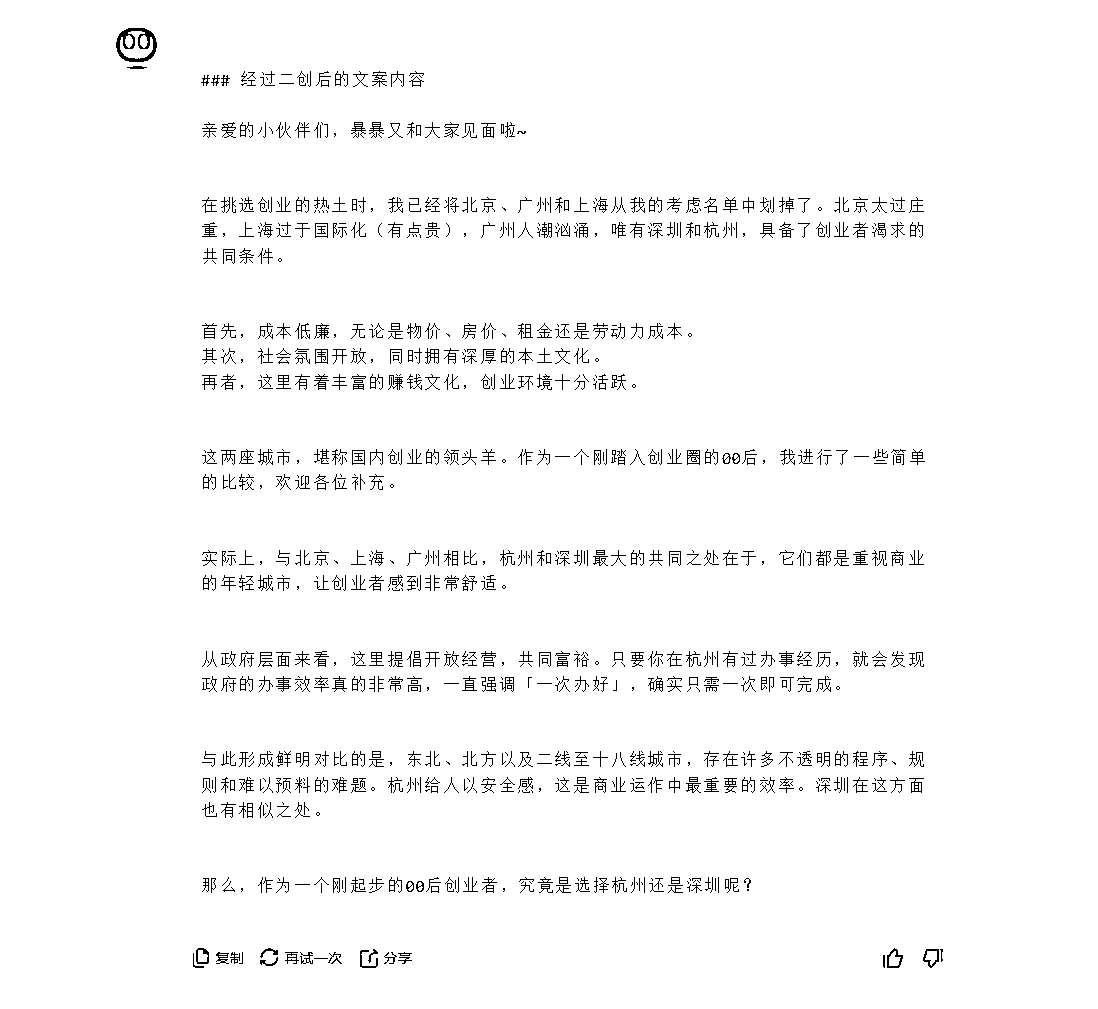 ### 经过二创后的文案内容
亲爱的小伙伴们，暴暴又和大家见面啦~
在挑选创业的热土时，我已经将北京、广州和上海从我的考虑名单中划掉了。北京太过庄
重，上海过于国际化（有点贵），广州人潮汹涌，唯有深圳和杭州，具备了创业者渴求的
共同条件。
首先，成本低廉，无论是物价、房价、租金还是劳动力成本。
其次，社会氛围开放，同时拥有深厚的本土文化。
再者，这里有着丰富的赚钱文化，创业环境十分活跃。
这两座城市，堪称国内创业的领头羊。作为一个刚踏入创业圈的00后，我进行了一些简单
的比较，欢迎各位补充。
实际上，与北京、上海、广州相比，杭州和深圳最大的共同之处在于，它们都是重视商业
的年轻城市，让创业者感到非常舒适。
从政府层面来看，这里提倡开放经营，共同富裕。只要你在杭州有过办事经历，就会发现
政府的办事效率真的非常高，一直强调「一次办好」，确实只需一次即可完成。
与此形成鲜明对比的是，东北、北方以及二线至十八线城市，存在许多不透明的程序、规
则和难以预料的难题。杭州给人以安全感，这是商业运作中最重要的效率。深圳在这方面
也有相似之处。
那么，作为一个刚起步的00后创业者，究竟是选择杭州还是深圳呢？
复制 再试一次 分享